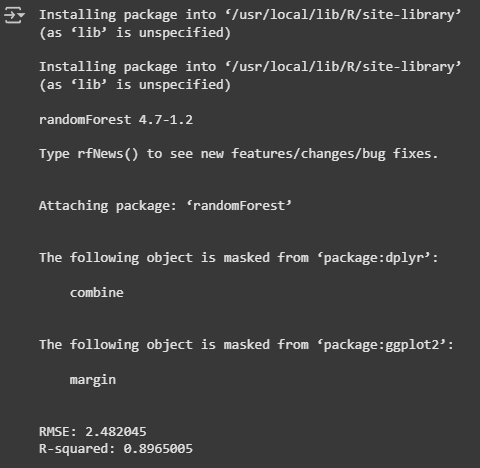 Installing package into ‘/usr/local/lib/R/site-library’
(as ‘lib’ is unspecified)
Installing package into ‘/usr/local/lib/R/site-library’
(as ‘lib’ is unspecified)
randomForest 4.7-1.2
Type rfNews() to see new features/changes/bug fixes.
Attaching package: ‘randomForest’
The following object is masked from ‘package:dplyr’:
combine
The following object is masked from ‘package:ggplot2’:
margin
RMSE: 2.482045
R-squared: 0.8965005